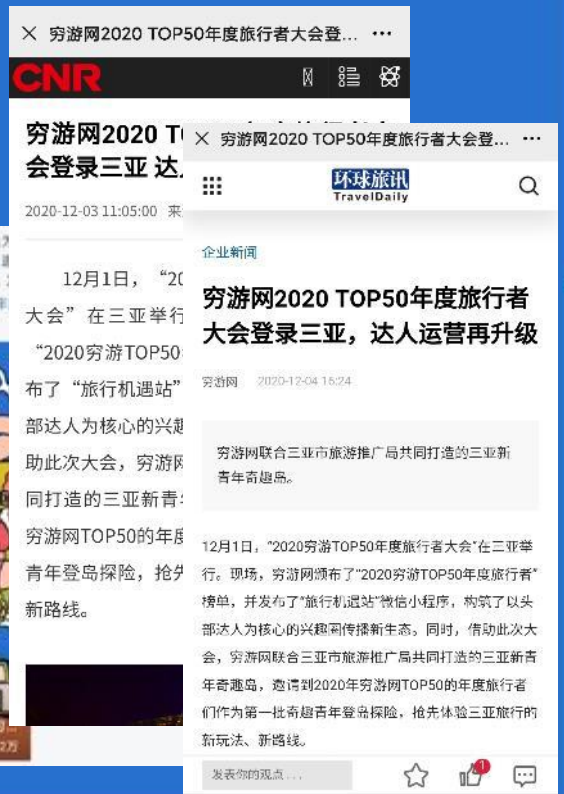 穷游网2020 TOP50年度旅行者大会登...
CNR
穷游网2020
会登录三亚 达
2020-12-03 11:05:00 来
12月1日，“20
大会”在三亚举行
“2020穷游TOP50
布了“旅行机遇站”
部达人为核心的兴趣
助此次大会，穷游网
同打造的三亚新青
穷游网TOP50的年度
青年登岛探险，抢先
新路线。
2万
穷游网2020 TOP50年度旅行者大会登...
环球旅讯
TravelDaily
企业新闻
穷游网2020 TOP50年度旅行者
大会登录三亚，达人运营再升级
穷游网 2020-12-04 15:24
穷游网联合三亚市旅游推广局共同打造的三亚新
青年奇趣岛。
12月1日，“2020穷游TOP50年度旅行者大会”在三亚举
行。现场，穷游网颁布了“2020穷游TOP50年度旅行者”
榜单，并发布了“旅行机遇站”微信小程序，构筑了以头
部达人为核心的兴趣圈传播新生态。同时，借助此次大
会，穷游网联合三亚市旅游推广局共同打造的三亚新青
年奇趣岛，邀请到2020年穷游网TOP50的年度旅行者
们作为第一批奇趣青年登岛探险，抢先体验三亚旅行的
新玩法、新路线。
发表你的观点...
1